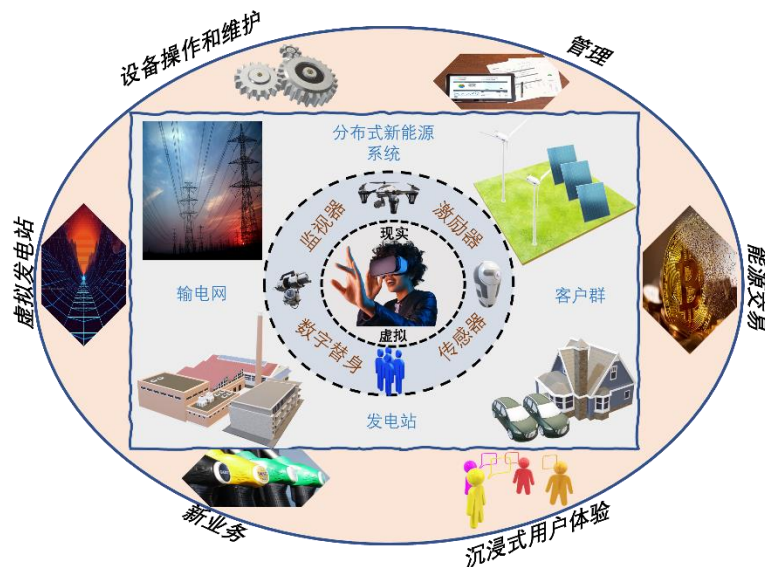 设备操作和维护
管理
分布式新能源
系统
监视器
激励器
现实
虚拟发电站
输电网
客户群
能源交易
数字替身
虚拟
传感器
发电站
新业务
沉浸式用户体验